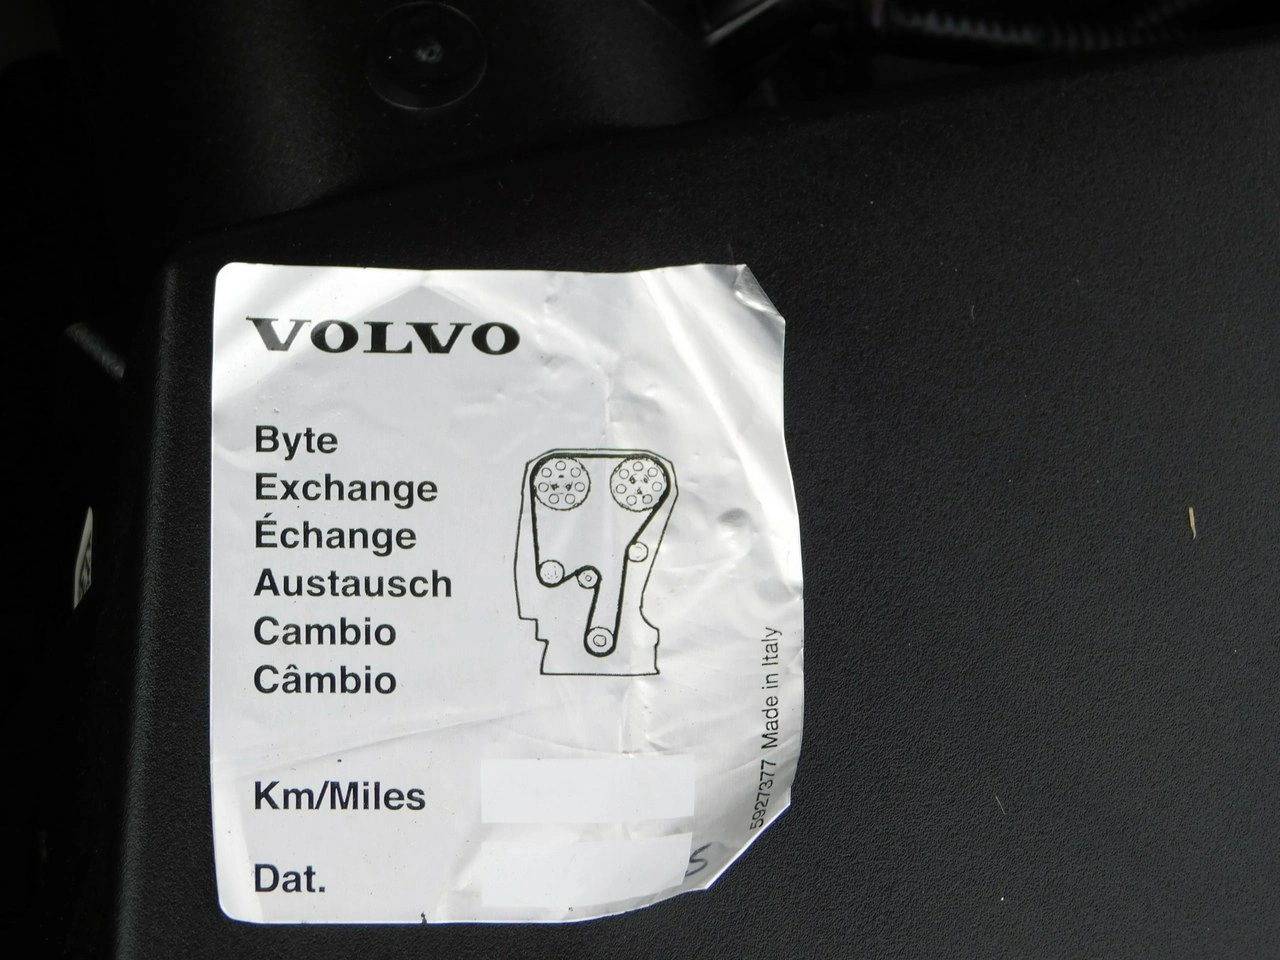 VOLVO
Byte
Exchange
Échange
Austausch
Cambio
Câmbio
Km/Miles
Dat.
5927377 Made in Italy